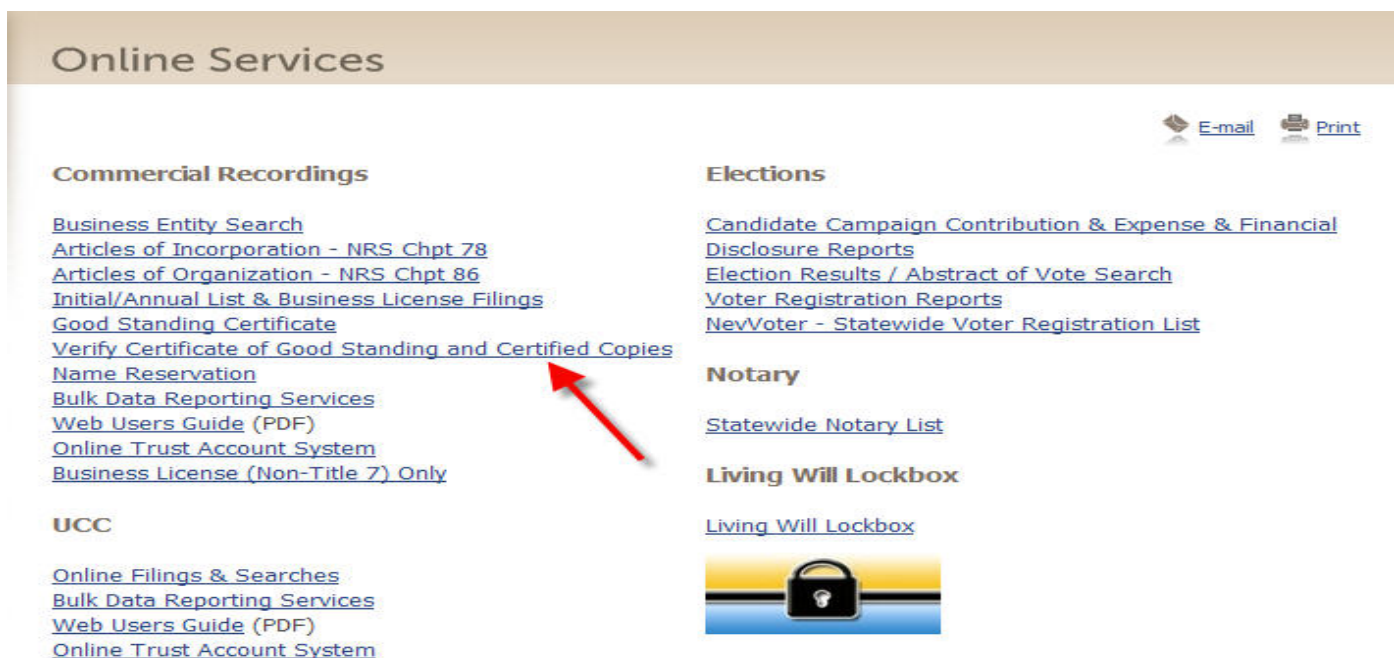 Online Services
E-mail Print
Commercial Recordings
Business Entity Search
Articles of Incorporation - NRS Chpt 78
Articles of Organization - NRS Chpt 86
Initial/Annual List & Business License Filings
Good Standing Certificate
Verify Certificate of Good Standing and Certified Copies
Name Reservation
Bulk Data Reporting Services
Web Users Guide (PDF)
Online Trust Account System
Business License (Non-Title 7) Only
UCC
Online Filings & Searches
Bulk Data Reporting Services
Web Users Guide (PDF)
Online Trust Account System
Elections
Candidate Campaign Contribution & Expense & Financial
Disclosure Reports
Election Results / Abstract of Vote Search
Voter Registration Reports
NevVoter - Statewide Voter Registration List
Notary
Statewide Notary List
Living Will Lockbox
Living Will Lockbox